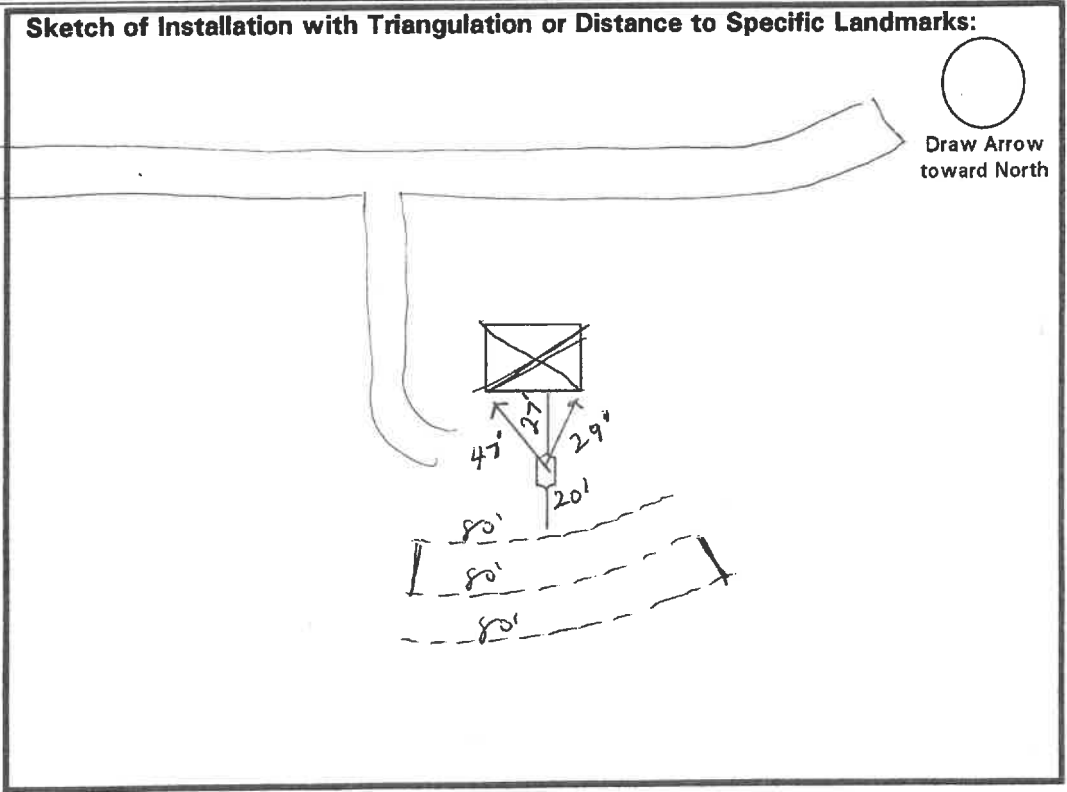 Sketch of Installation with Triangulation or Distance to Specific Landmarks:
Draw Arrow
toward North
27'
47'
29'
20'
80'
80'
80'